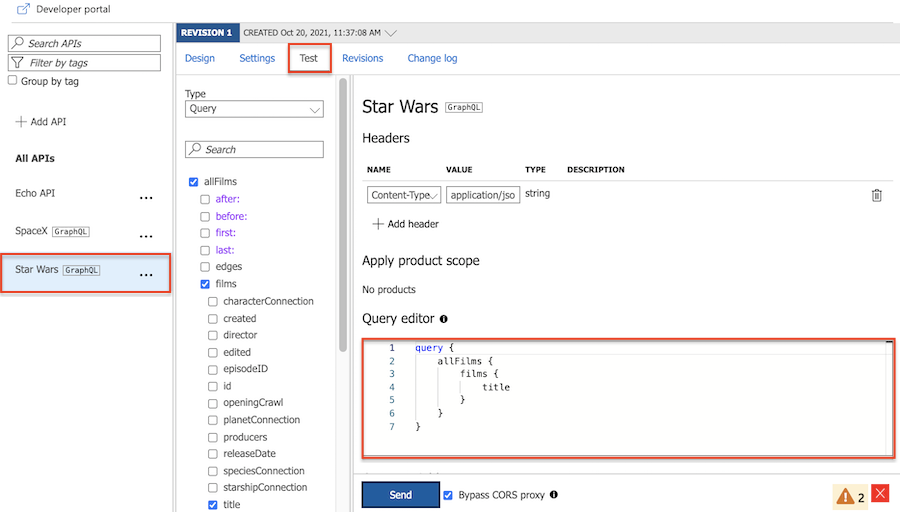 Developer portal
Search APIs
Filter by tags
Group by tag
Add API
All APIs
Echo API
...
SpaceX GraphQL
...
Star Wars GraphQL
...
REVISION 1 CREATED Oct 20, 2021, 11:37:08 AM
Design Settings Test Revisions Change log
Type
Query
Search
allFilms
after:
before:
first:
last:
edges
films
characterConnection
created
director
edited
episodeID
id
openingCrawl
planetConnection
producers
releaseDate
speciesConnection
starshipConnection
title
Star Wars GraphQL
Headers
NAME VALUE TYPE DESCRIPTION
Content-Type application/jso string
Add header
Apply product scope
No products
Query editor
1 query {
2 allFilms {
3 films {
4 title
5 }
6 }
7 }
Send Bypass CORS proxy
2